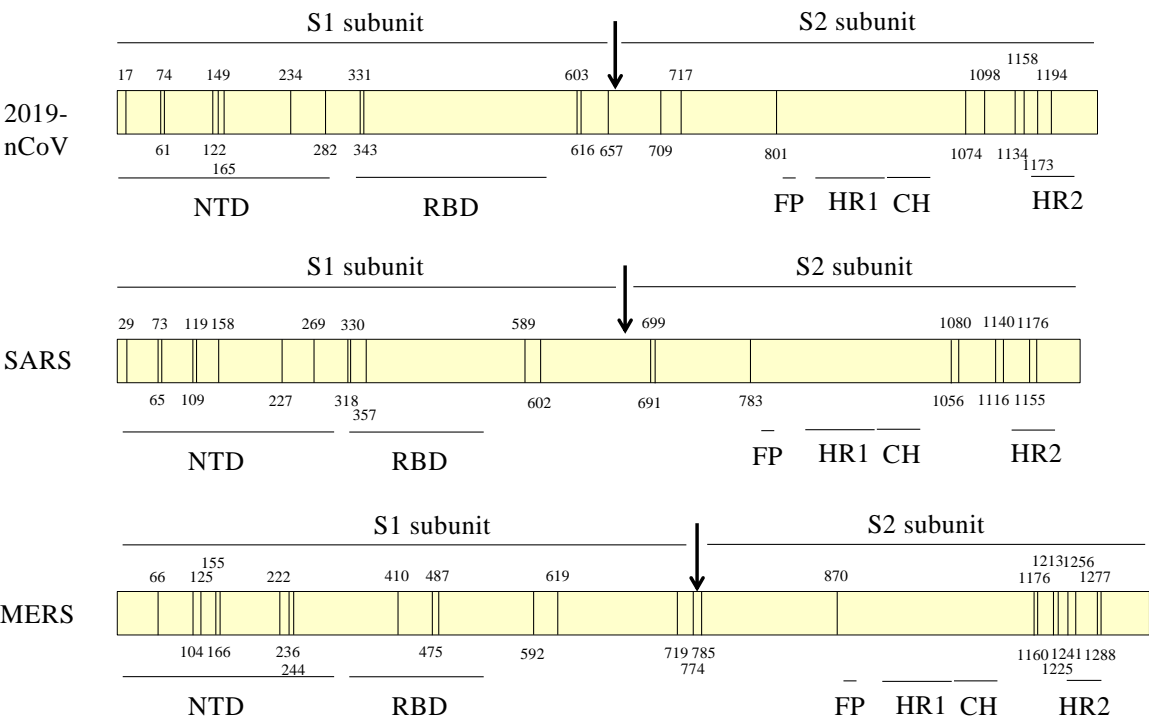 S1 subunit S2 subunit
1158
17 74 149 234 331 603 717 1098 1194
2019-
nCoV
61 122 282 343 616 657 709 801 1074 1134
165 1173
NTD RBD FP HR1 CH HR2
S1 subunit S2 subunit
29 73 119 158 269 330 589 699 1080 1140 1176
SARS
65 109 227 318 602 691 783 1056 1116 1155
357
NTD RBD FP HR1 CH HR2
S1 subunit S2 subunit
155 1213 1256
66 125 222 410 487 619 870 1176 1277
MERS
104 166 236 475 592 719 785 1160 1241 1288
244 774 1225
NTD RBD FP HR1 CH HR2